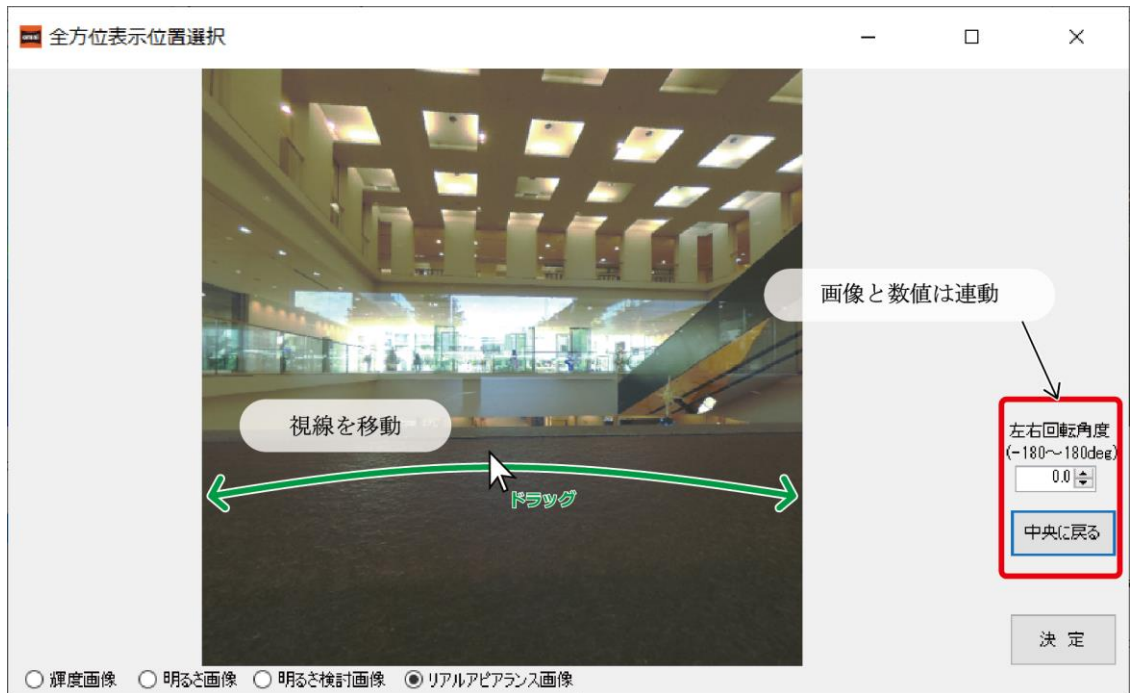 全方位表示位置選択
画像と数値は連動
視線を移動
ドラッグ
左右回転角度
(-180～180deg)
0.0
中央に戻る
決 定
輝度画像 明るさ画像 明るさ検討画像 リアルアピアランス画像